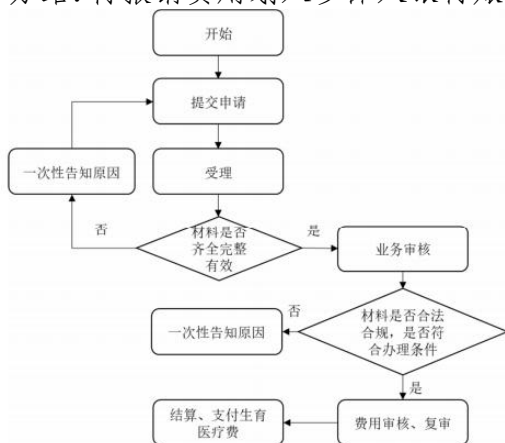 开始
提交申请
一次性告知原因
受理
否
材料是否
齐全完整
有效
是
业务审核
一次性告知原因
否
材料是否合法
合规，是否符
合办理条件
是
结算、支付生育
医疗费
费用审核、复审